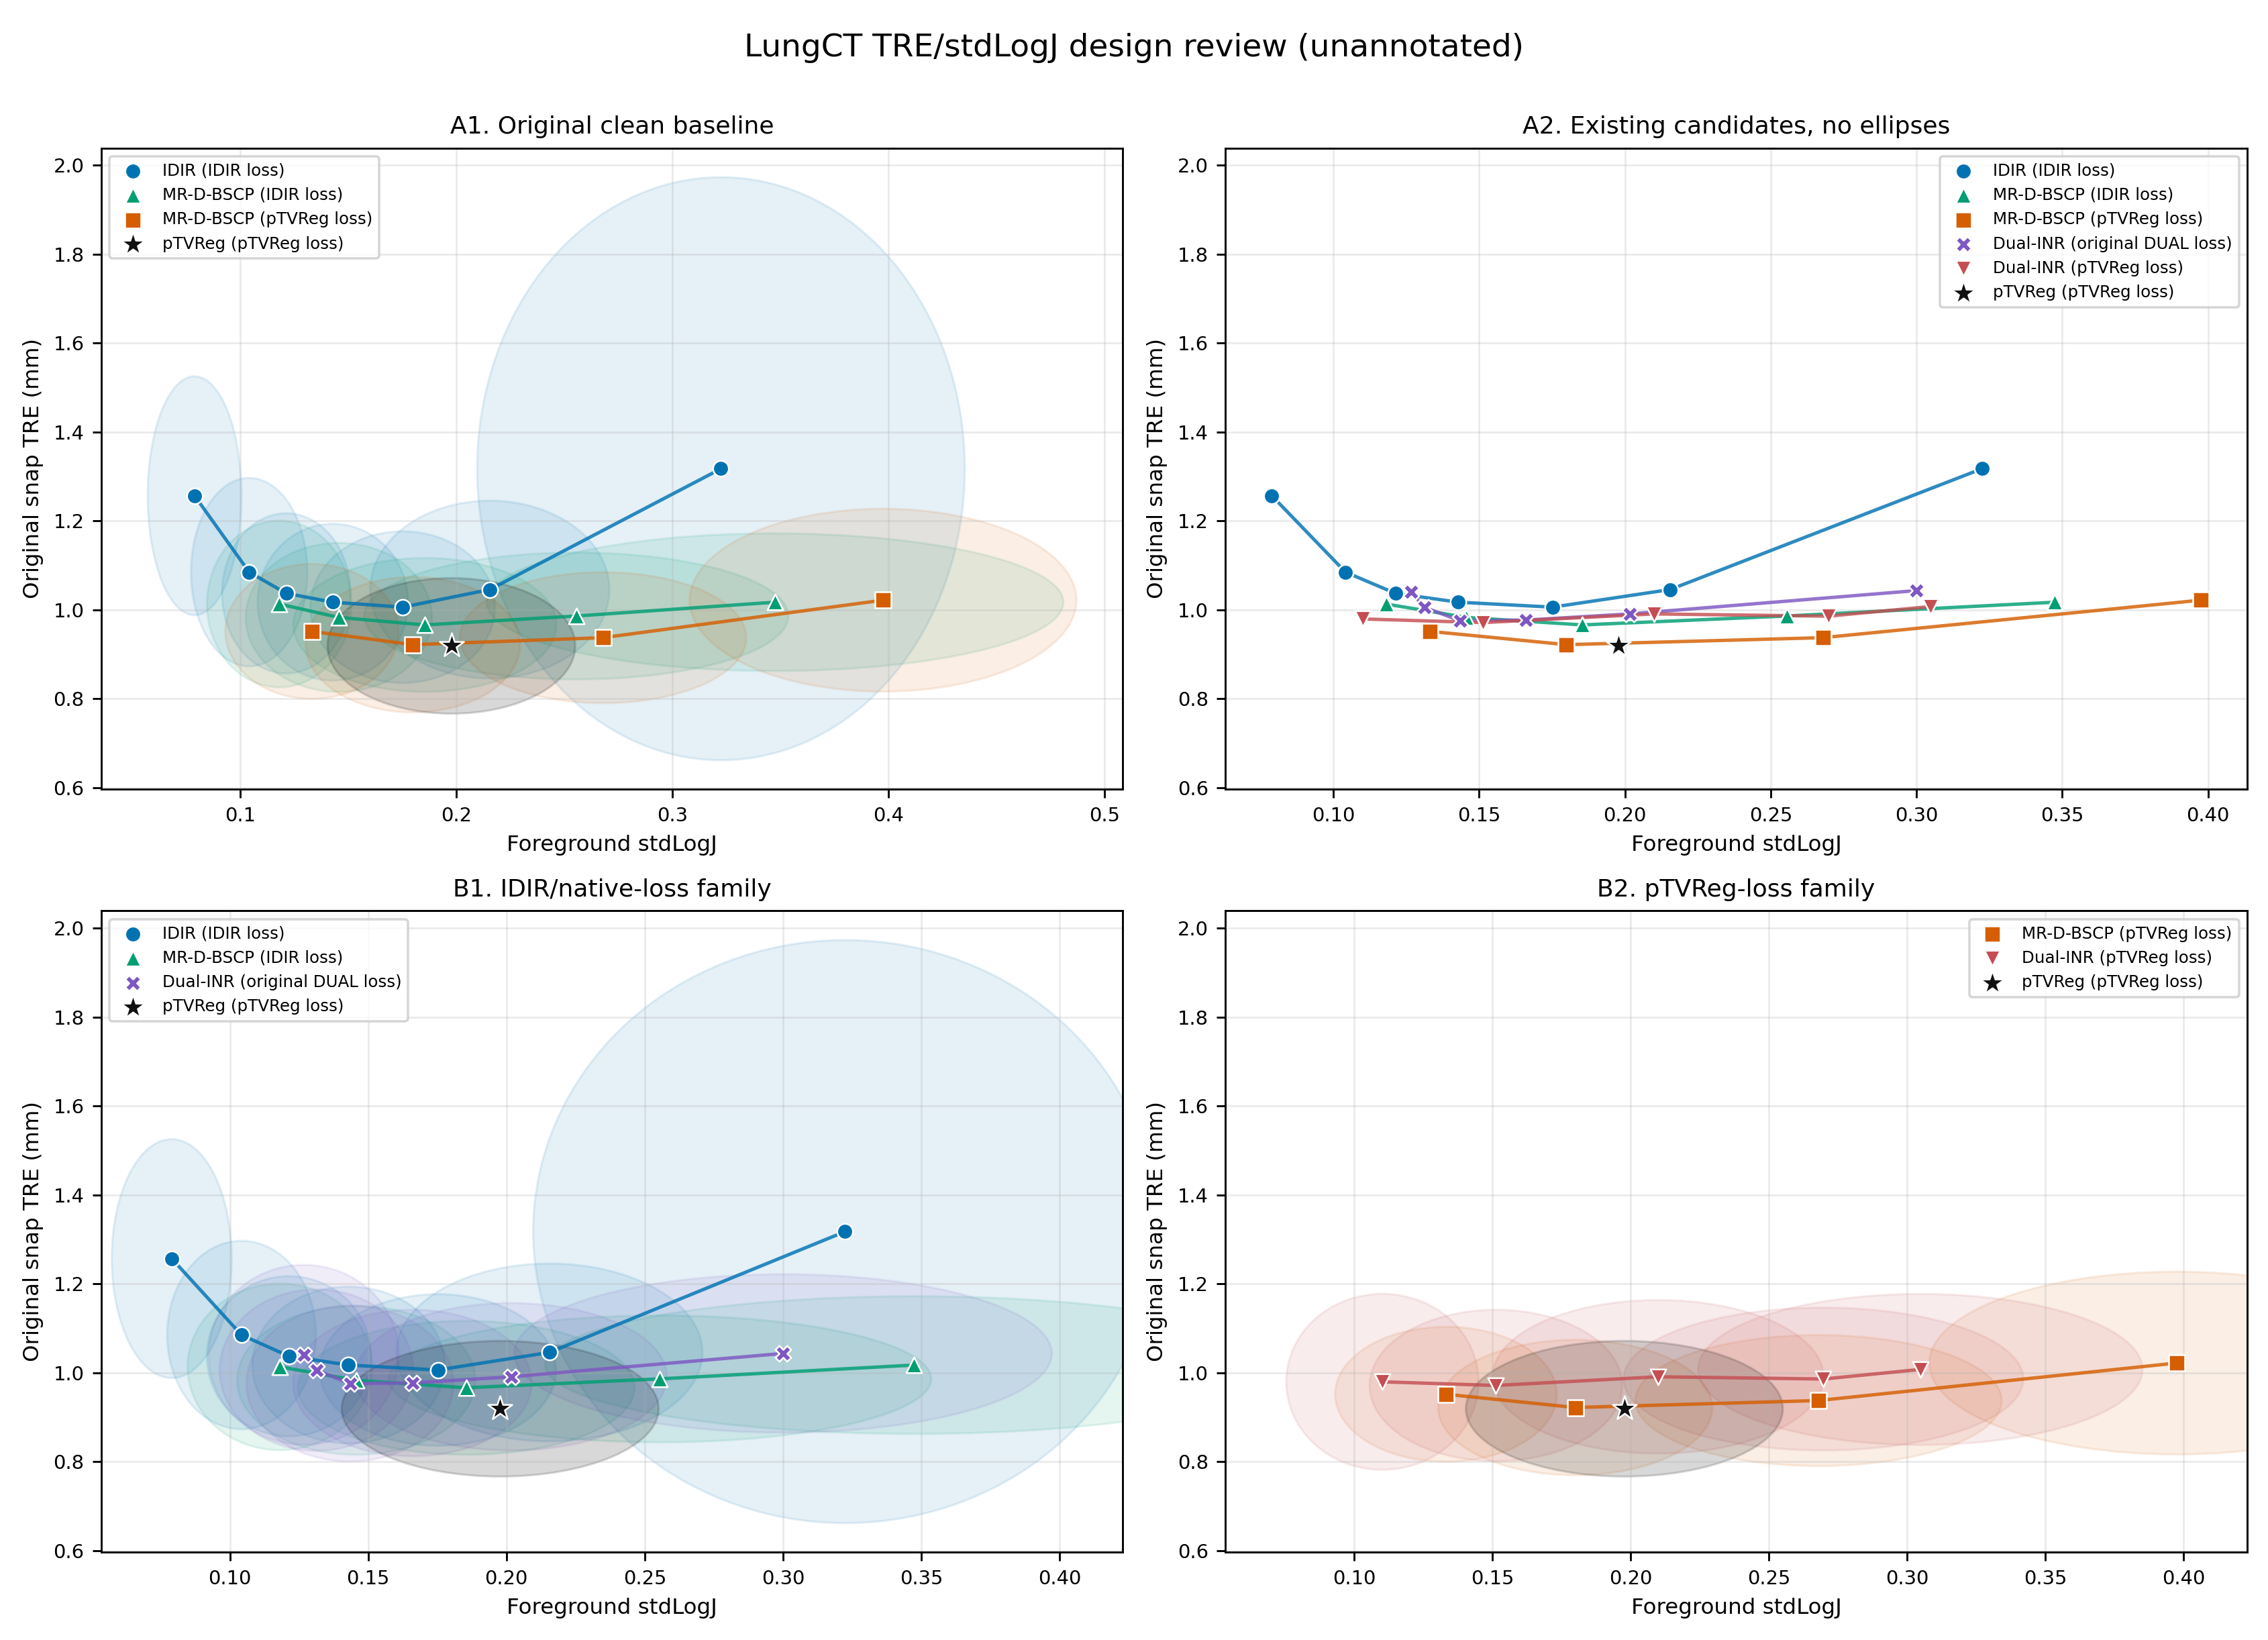 LungCT TRE/stdLogJ design review (unannotated)
A1. Original clean baseline
IDIR (IDIR loss)
MR-D-BSCP (IDIR loss)
MR-D-BSCP (pTVReg loss)
pTVReg (pTVReg loss)
Original snap TRE (mm)
2.0
1.8
1.6
1.4
1.2
1.0
0.8
0.6
0.1
0.2
0.3
0.4
0.5
Foreground stdLogJ
A2. Existing candidates, no ellipses
IDIR (IDIR loss)
MR-D-BSCP (IDIR loss)
MR-D-BSCP (pTVReg loss)
Dual-INR (original DUAL loss)
Dual-INR (pTVReg loss)
pTVReg (pTVReg loss)
Original snap TRE (mm)
2.0
1.8
1.6
1.4
1.2
1.0
0.8
0.6
0.10
0.15
0.20
0.25
0.30
0.35
0.40
Foreground stdLogJ
B1. IDIR/native-loss family
IDIR (IDIR loss)
MR-D-BSCP (IDIR loss)
Dual-INR (original DUAL loss)
pTVReg (pTVReg loss)
Original snap TRE (mm)
2.0
1.8
1.6
1.4
1.2
1.0
0.8
0.6
0.10
0.15
0.20
0.25
0.30
0.35
0.40
Foreground stdLogJ
B2. pTVReg-loss family
MR-D-BSCP (pTVReg loss)
Dual-INR (pTVReg loss)
pTVReg (pTVReg loss)
Original snap TRE (mm)
2.0
1.8
1.6
1.4
1.2
1.0
0.8
0.6
0.10
0.15
0.20
0.25
0.30
0.35
0.40
Foreground stdLogJ